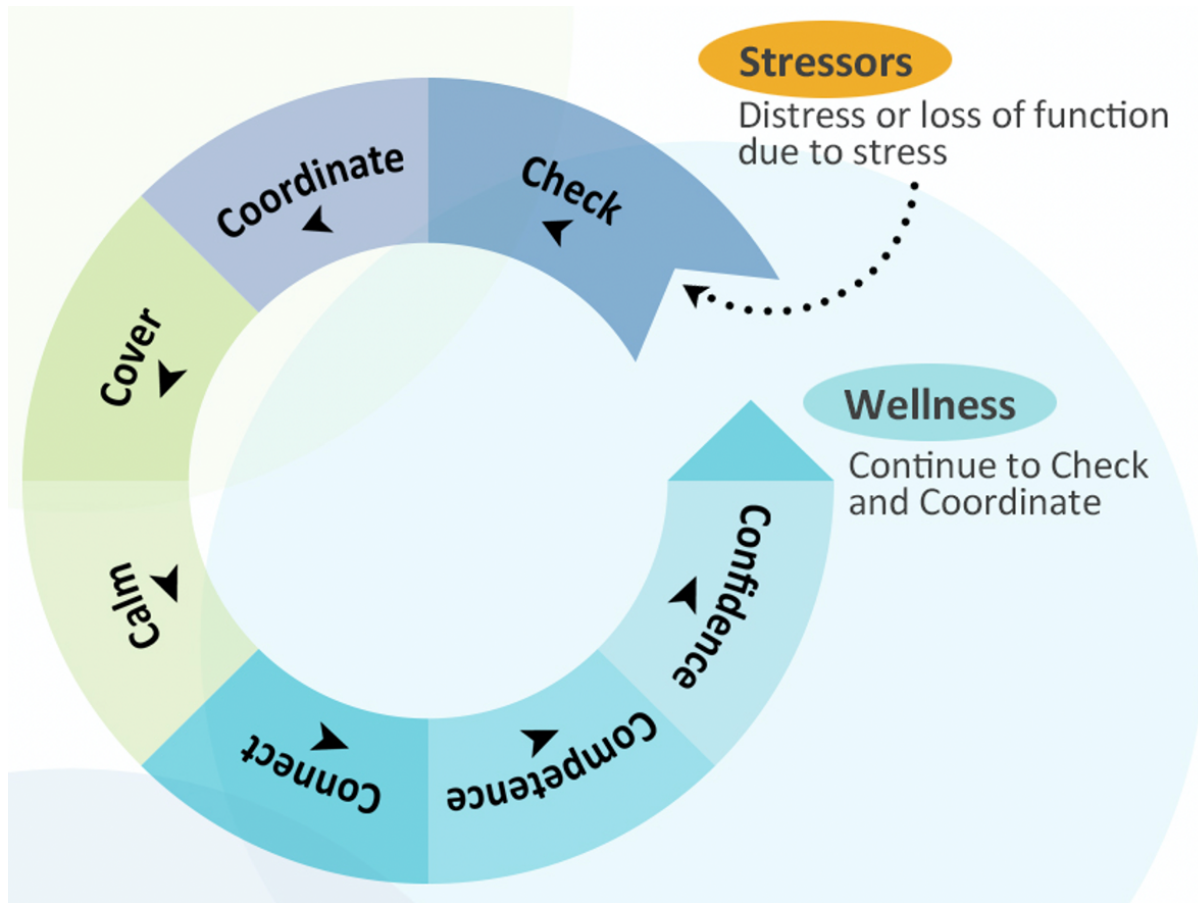 Stressors
Distress or loss of function
due to stress
Check
Coordinate
Cover
Calm
Connect
Competence
Confidence
Wellness
Continue to Check
and Coordinate